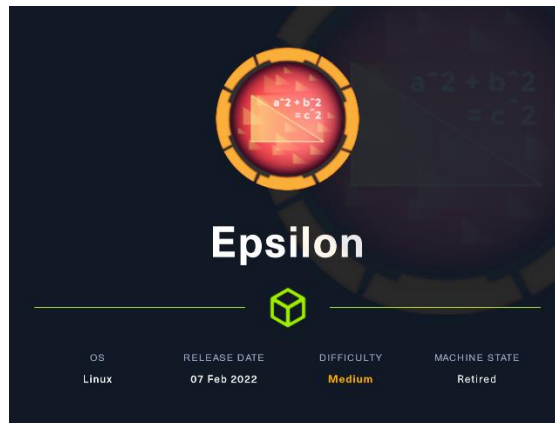 a^2 + b^2
= c^2
a^2 + b^2
= c^2
Epsilon
OS
RELEASE DATE
DIFFICULTY
MACHINE STATE
Linux
07 Feb 2022
Medium
Retired